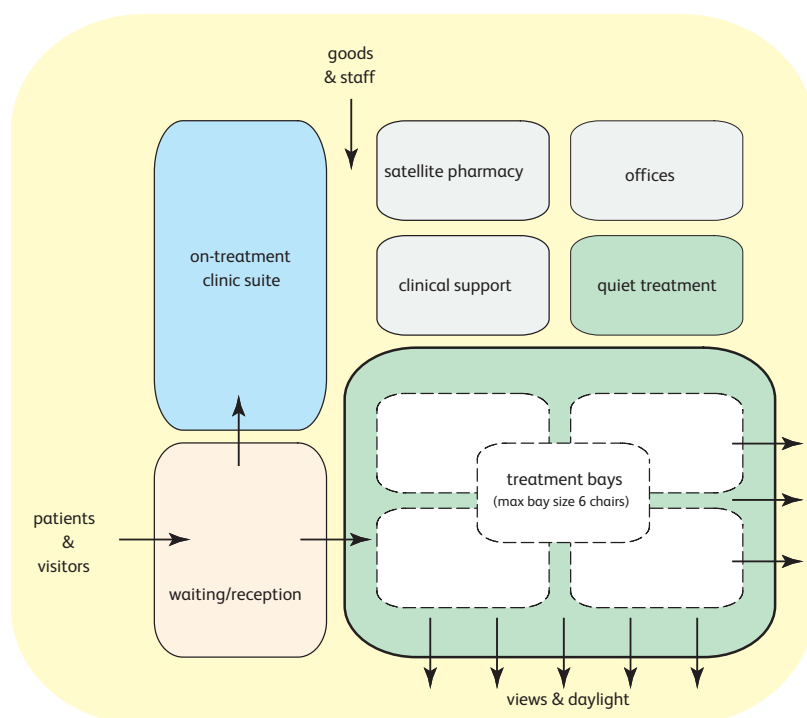 goods
& staff
satellite pharmacy
offices
on-treatment
clinic suite
clinical support
quiet treatment
treatment bays
(max bay size 6 chairs)
patients
&
visitors
waiting/reception
views & daylight